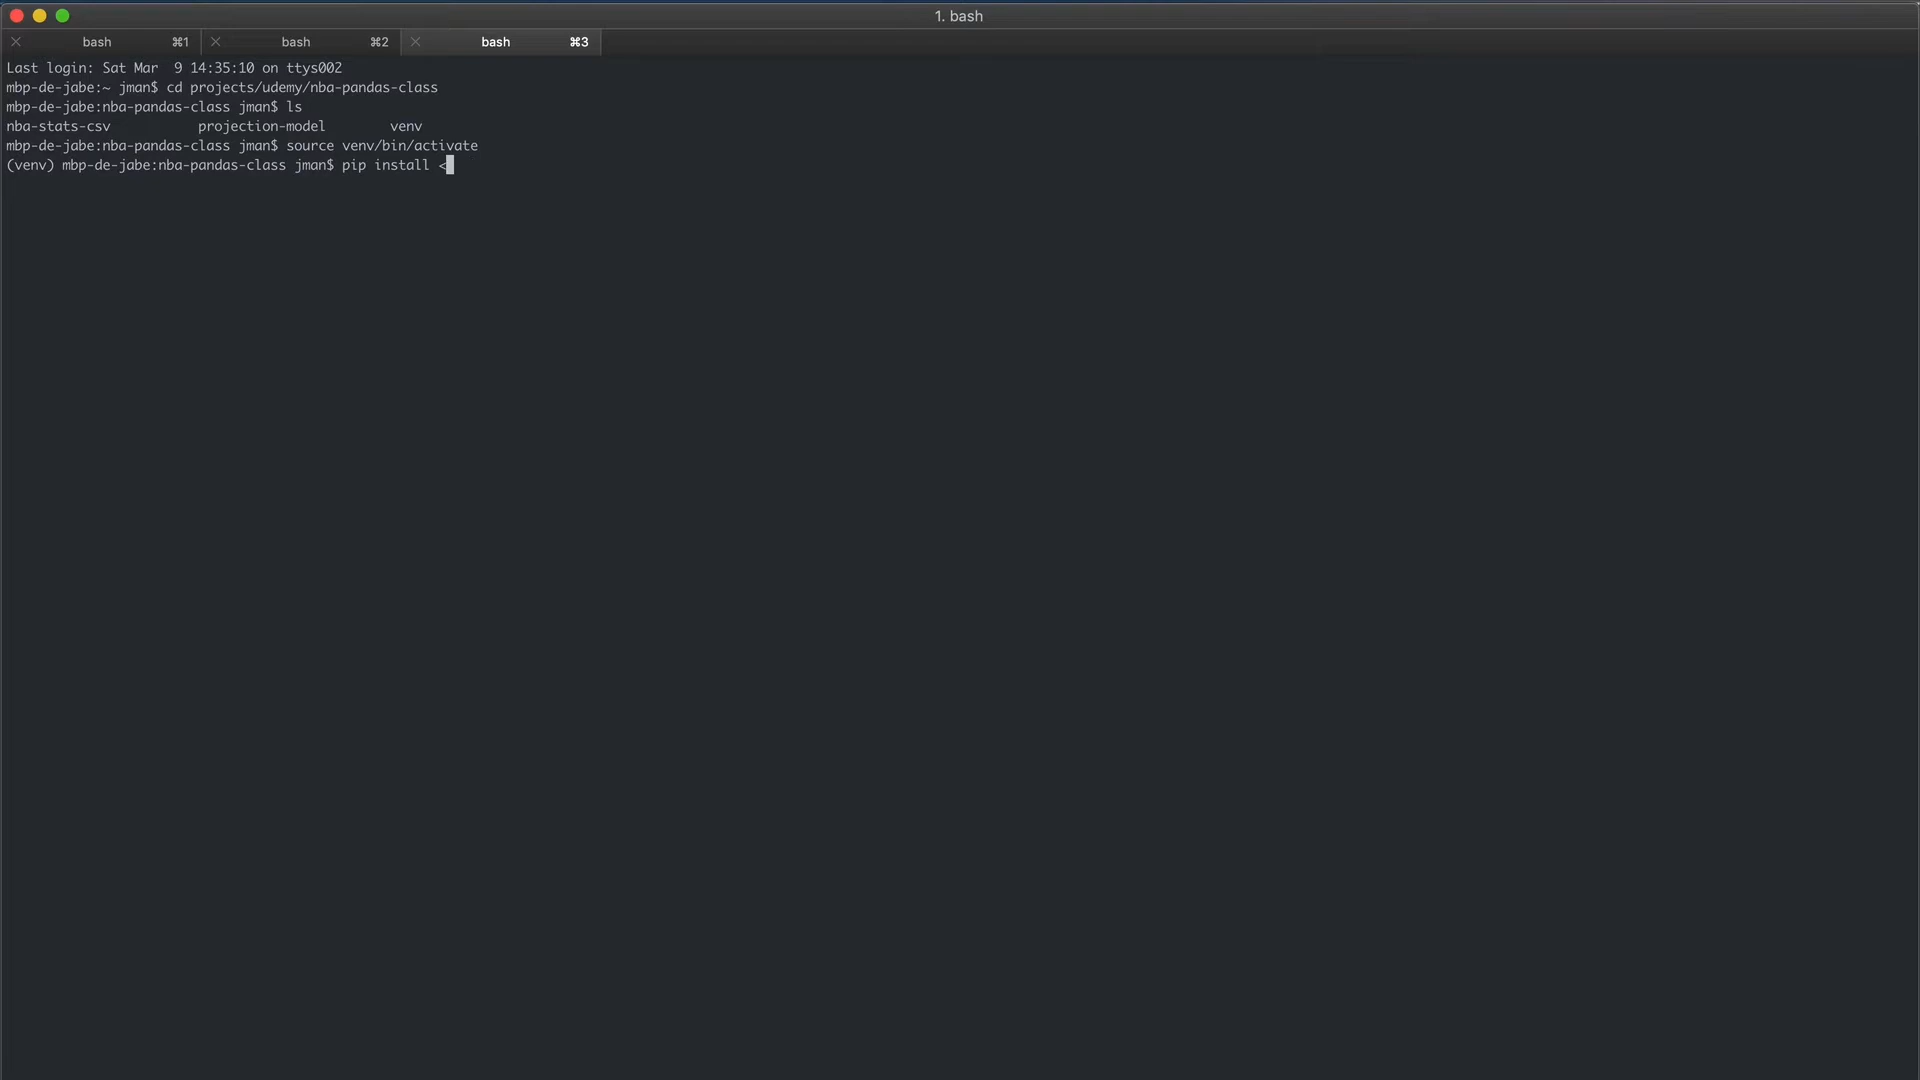 1. bash
bash ⌘1 bash ⌘2 bash ⌘3
Last login: Sat Mar  9 14:35:10 on ttys002
mbp-de-jabe:~ jman$ cd projects/udemy/nba-pandas-class
mbp-de-jabe:nba-pandas-class jman$ ls
nba-stats-csv projection-model venv
mbp-de-jabe:nba-pandas-class jman$ source venv/bin/activate
(venv) mbp-de-jabe:nba-pandas-class jman$ pip install <